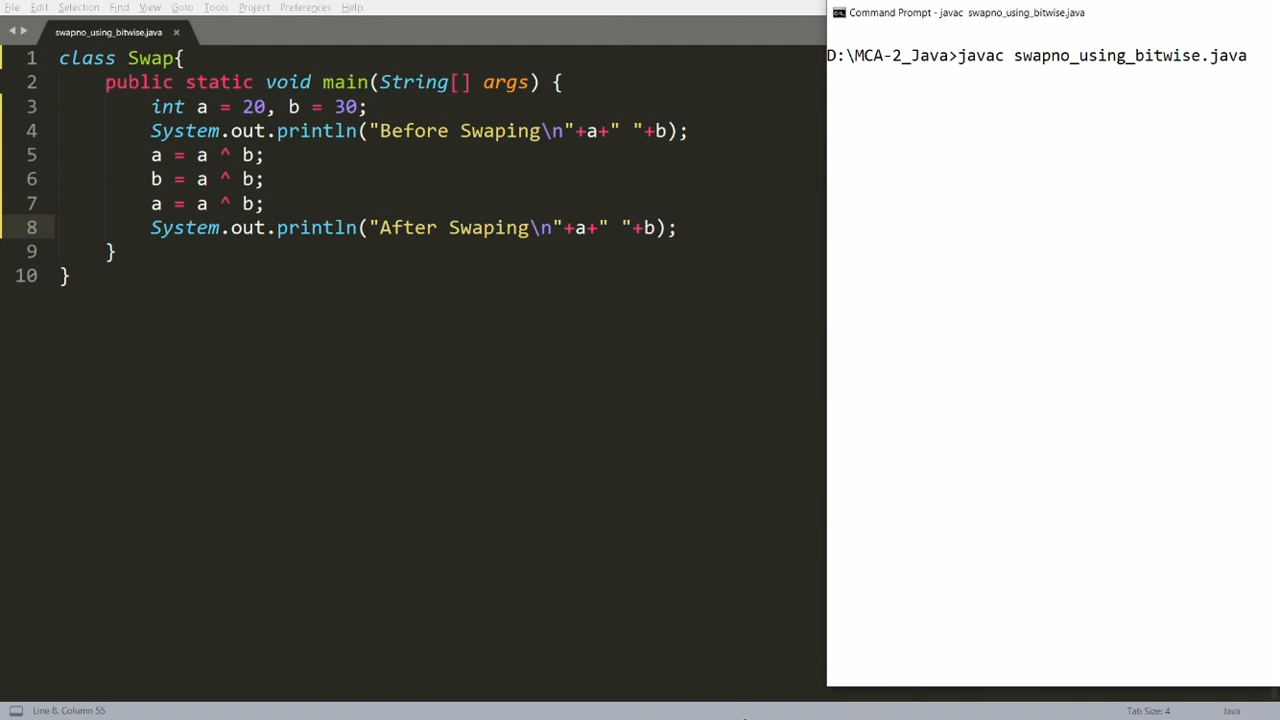 File Edit Selection Find View Goto Tools Project Preferences Help
swapno_using_bitwise.java ×
1 class Swap{
2 public static void main(String[] args) {
3 int a = 20, b = 30;
4 System.out.println("Before Swaping\n"+a+" "+b);
5 a = a ^ b;
6 b = a ^ b;
7 a = a ^ b;
8 System.out.println("After Swaping\n"+a+" "+b);
9 }
10 }
Line 8, Column 55
Tab Size: 4
Java
Command Prompt - javac swapno_using_bitwise.java
D:\MCA-2_Java>javac swapno_using_bitwise.java